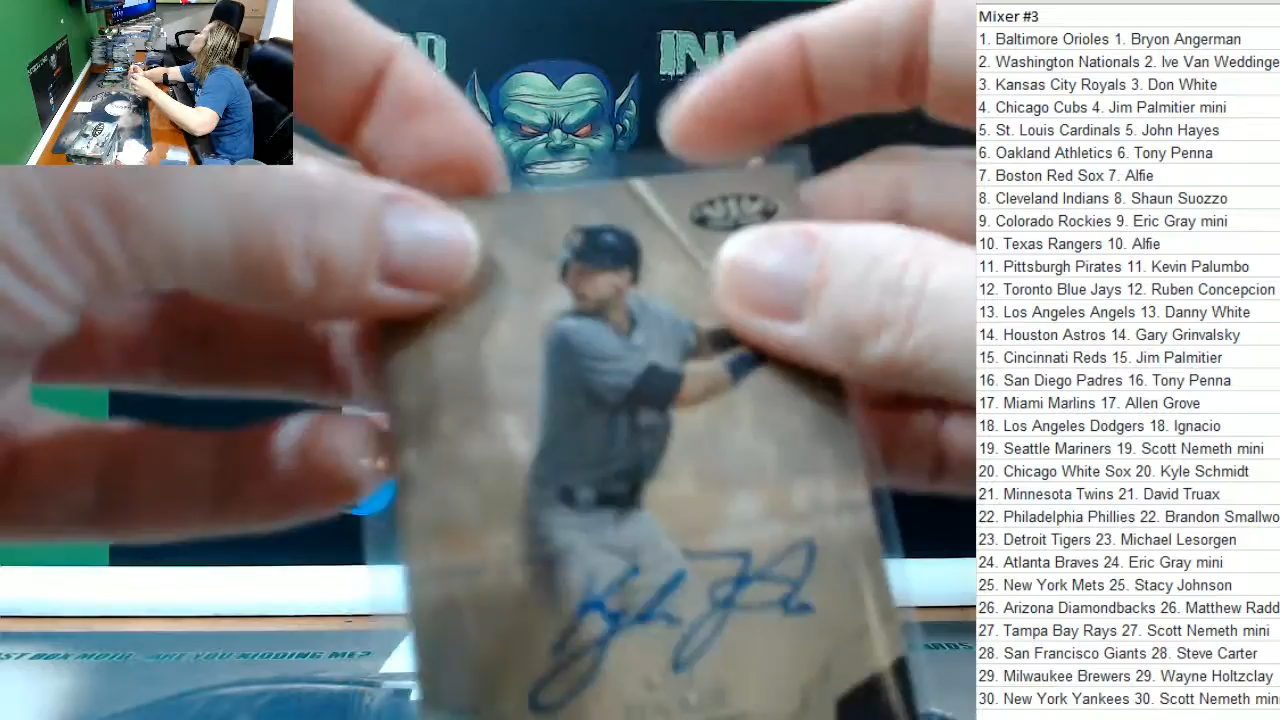 Mixer #3
1. Baltimore Orioles 1. Bryon Angerman
2. Washington Nationals 2. Ive Van Weddinge
3. Kansas City Royals 3. Don White
4. Chicago Cubs 4. Jim Palmitier mini
5. St. Louis Cardinals 5. John Hayes
6. Oakland Athletics 6. Tony Penna
7. Boston Red Sox 7. Alfie
8. Cleveland Indians 8. Shaun Suozzo
9. Colorado Rockies 9. Eric Gray mini
10. Texas Rangers 10. Alfie
11. Pittsburgh Pirates 11. Kevin Palumbo
12. Toronto Blue Jays 12. Ruben Concepcion
13. Los Angeles Angels 13. Danny White
14. Houston Astros 14. Gary Grinvalsky
15. Cincinnati Reds 15. Jim Palmitier
16. San Diego Padres 16. Tony Penna
17. Miami Marlins 17. Allen Grove
18. Los Angeles Dodgers 18. Ignacio
19. Seattle Mariners 19. Scott Nemeth mini
20. Chicago White Sox 20. Kyle Schmidt
21. Minnesota Twins 21. David Truax
22. Philadelphia Phillies 22. Brandon Smallwo
23. Detroit Tigers 23. Michael Lesorgen
24. Atlanta Braves 24. Eric Gray mini
25. New York Mets 25. Stacy Johnson
26. Arizona Diamondbacks 26. Matthew Radd
27. Tampa Bay Rays 27. Scott Nemeth mini
28. San Francisco Giants 28. Steve Carter
29. Milwaukee Brewers 29. Wayne Holtzclay
30. New York Yankees 30. Scott Nemeth min
ARE YOU KIDDING ME?